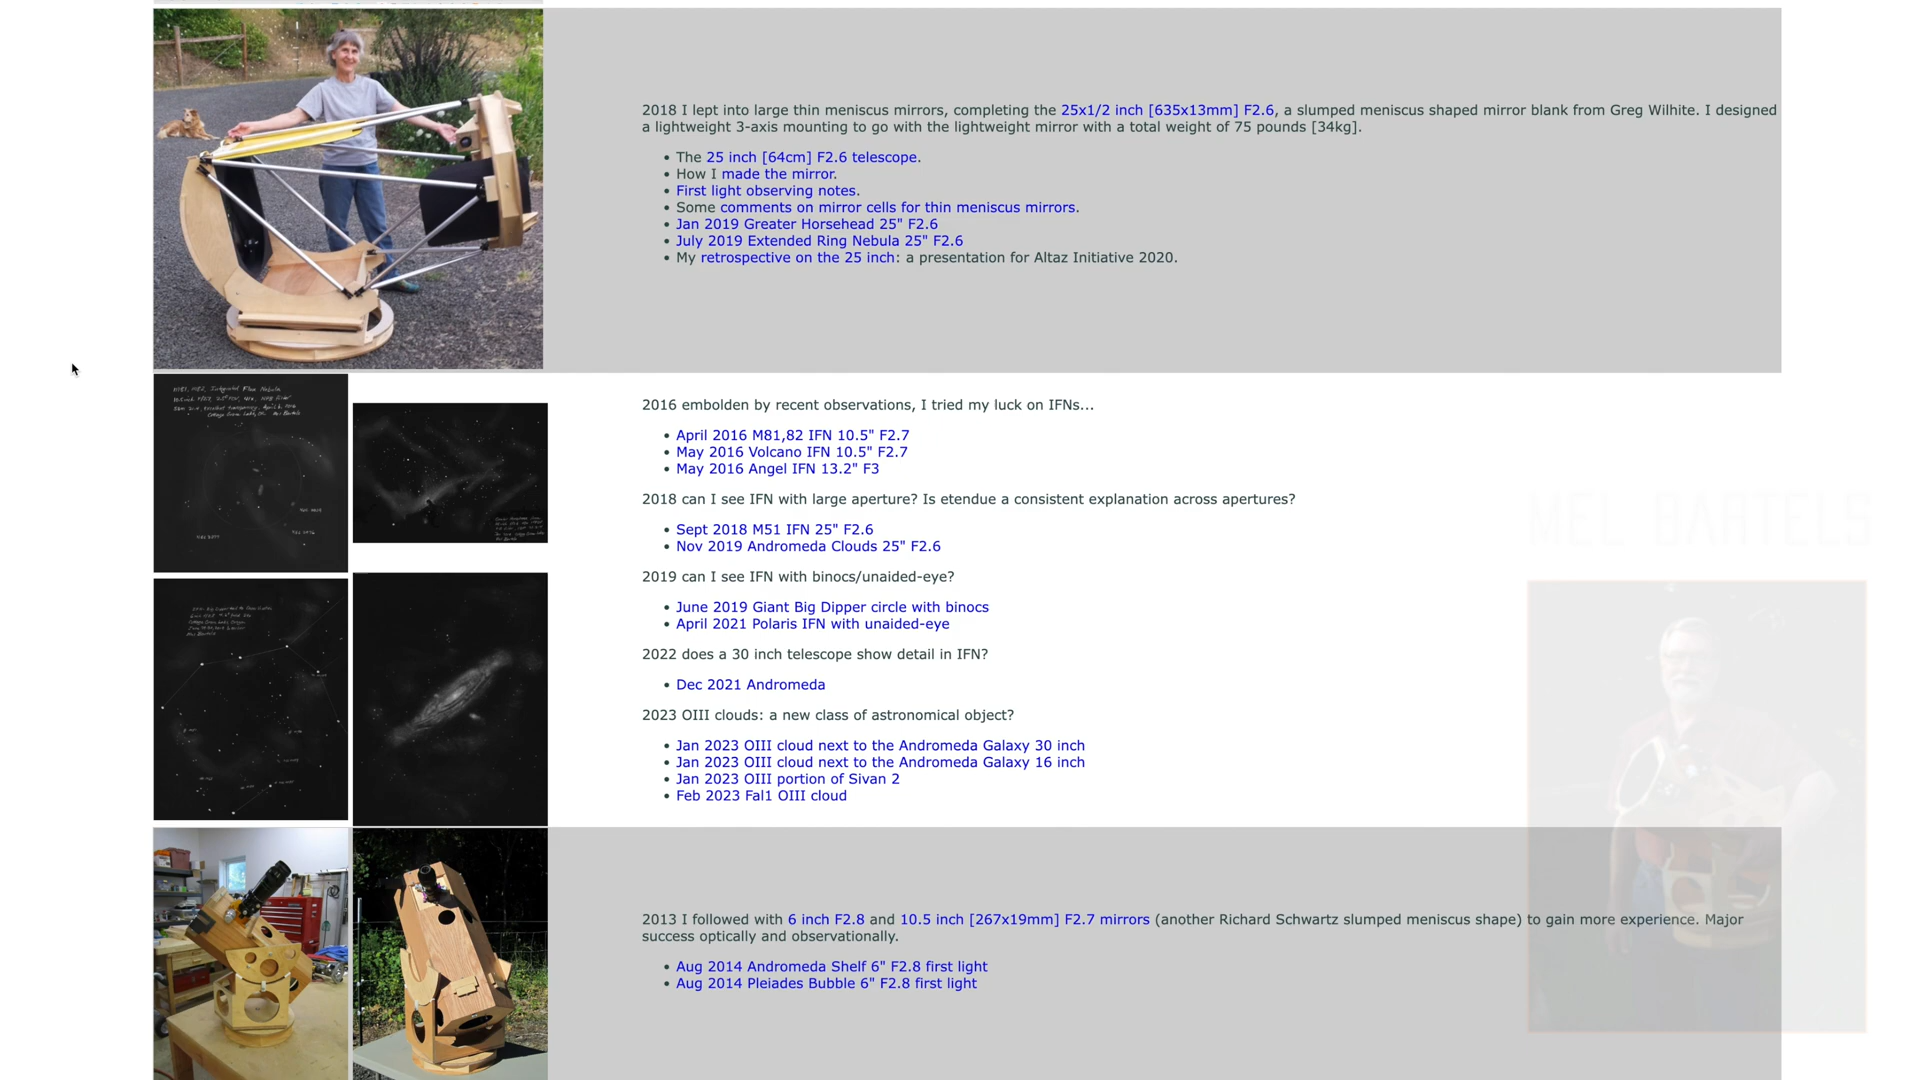 2018 I lept into large thin meniscus mirrors, completing the 25x1/2 inch [635x13mm] F2.6, a slumped meniscus shaped mirror blank from Greg Wilhite. I designed
a lightweight 3-axis mounting to go with the lightweight mirror with a total weight of 75 pounds [34kg].
• The 25 inch [64cm] F2.6 telescope.
• How I made the mirror.
• First light observing notes.
• Some comments on mirror cells for thin meniscus mirrors.
• Jan 2019 Greater Horsehead 25" F2.6
• July 2019 Extended Ring Nebula 25" F2.6
• My retrospective on the 25 inch: a presentation for Altaz Initiative 2020.
M81, M82, Integrated Flux Nebula
2016 embolden by recent observations, I tried my luck on IFNs...
• April 2016 M81,82 IFN 10.5" F2.7
• May 2016 Volcano IFN 10.5" F2.7
• May 2016 Angel IFN 13.2" F3
2018 can I see IFN with large aperture? Is etendue a consistent explanation across apertures?
• Sept 2018 M51 IFN 25" F2.6
• Nov 2019 Andromeda Clouds 25" F2.6
2019 can I see IFN with binocs/unaided-eye?
• June 2019 Giant Big Dipper circle with binocs
• April 2021 Polaris IFN with unaided-eye
2022 does a 30 inch telescope show detail in IFN?
• Dec 2021 Andromeda
2023 OIII clouds: a new class of astronomical object?
• Jan 2023 OIII cloud next to the Andromeda Galaxy 30 inch
• Jan 2023 OIII cloud next to the Andromeda Galaxy 16 inch
• Jan 2023 OIII portion of Sivan 2
• Feb 2023 Fal1 OIII cloud
MEL BARTELS
2013 I followed with 6 inch F2.8 and 10.5 inch [267x19mm] F2.7 mirrors (another Richard Schwartz slumped meniscus shape) to gain more experience. Major
success optically and observationally.
• Aug 2014 Andromeda Shelf 6" F2.8 first light
• Aug 2014 Pleiades Bubble 6" F2.8 first light